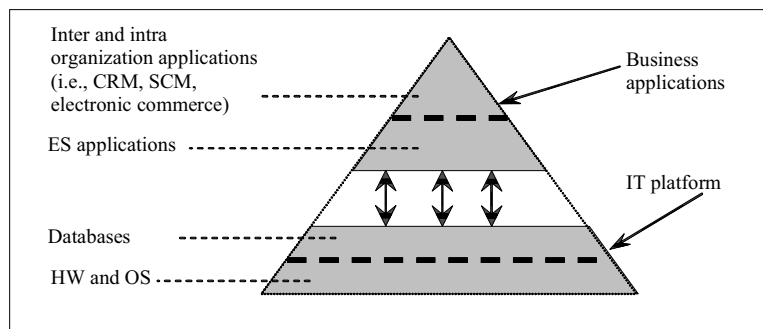 Inter and intra
organization applications
(i.e., CRM, SCM,
electronic commerce)
Business
applications
ES applications
IT platform
Databases
HW and OS